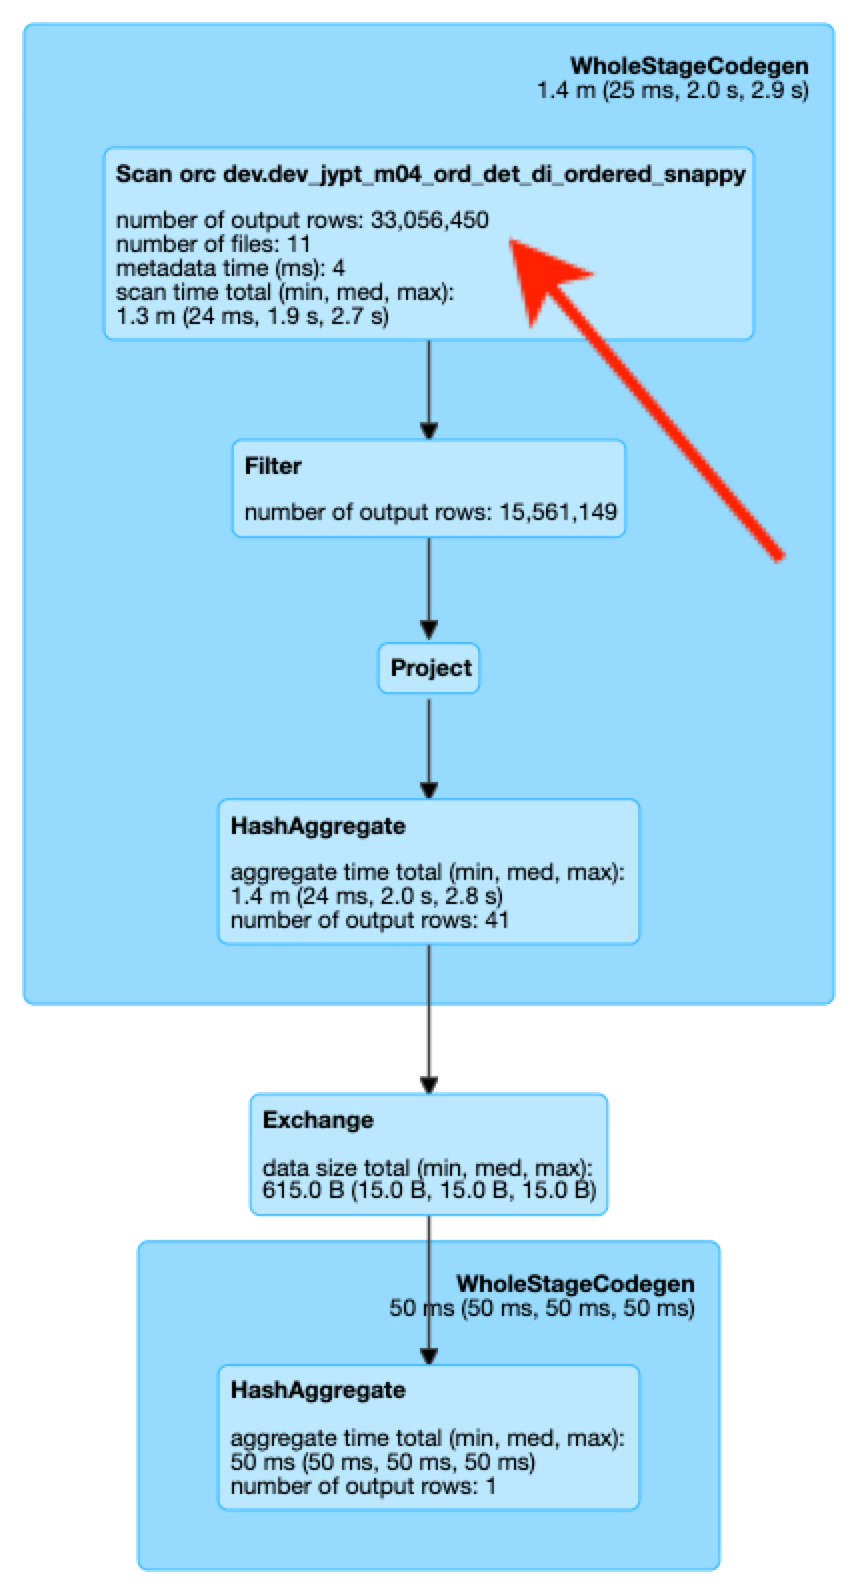 WholeStageCodegen
1.4 m (25 ms, 2.0 s, 2.9 s)
Scan orc dev.dev_jypt_m04_ord_det_di_ordered_snappy
number of output rows: 33,056,450
number of files: 11
metadata time (ms): 4
scan time total (min, med, max):
1.3 m (24 ms, 1.9 s, 2.7 s)
Filter
number of output rows: 15,561,149
Project
HashAggregate
aggregate time total (min, med, max):
1.4 m (24 ms, 2.0 s, 2.8 s)
number of output rows: 41
Exchange
data size total (min, med, max):
615.0 B (15.0 B, 15.0 B, 15.0 B)
WholeStageCodegen
50 ms (50 ms, 50 ms, 50 ms)
HashAggregate
aggregate time total (min, med, max):
50 ms (50 ms, 50 ms, 50 ms)
number of output rows: 1